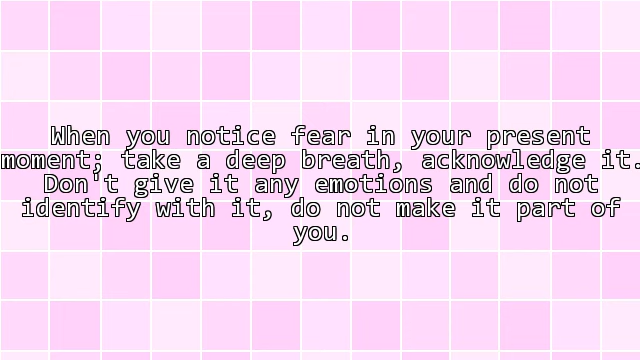 When you notice fear in your present
moment; take a deep breath, acknowledge it.
Don't give it any emotions and do not
identify with it, do not make it part of
you.